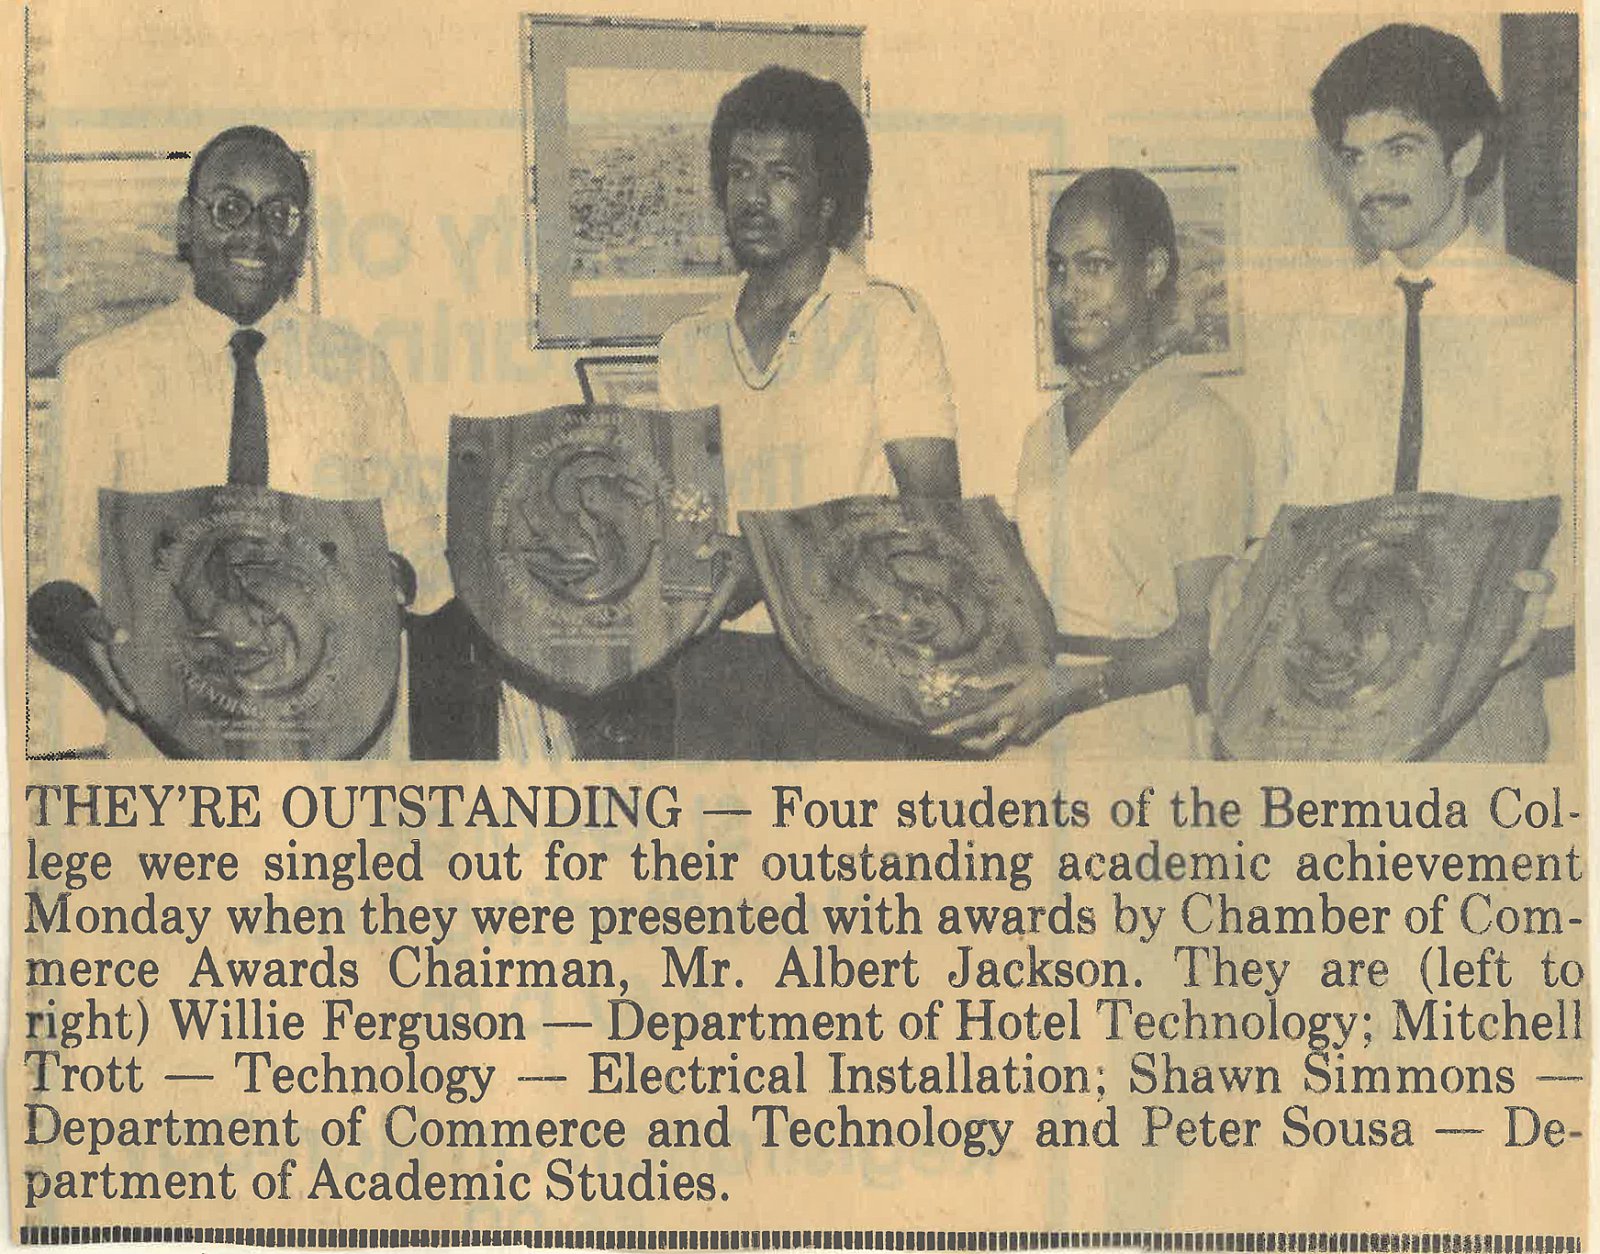 THEY'RE OUTSTANDING — Four students of the Bermuda Col-
lege were singled out for their outstanding academic achievement
Monday when they were presented with awards by Chamber of Com-
merce Awards Chairman, Mr. Albert Jackson. They are (left to
right) Willie Ferguson — Department of Hotel Technology; Mitchell
Trott — Technology — Electrical Installation; Shawn Simmons —
Department of Commerce and Technology and Peter Sousa — De-
partment of Academic Studies.